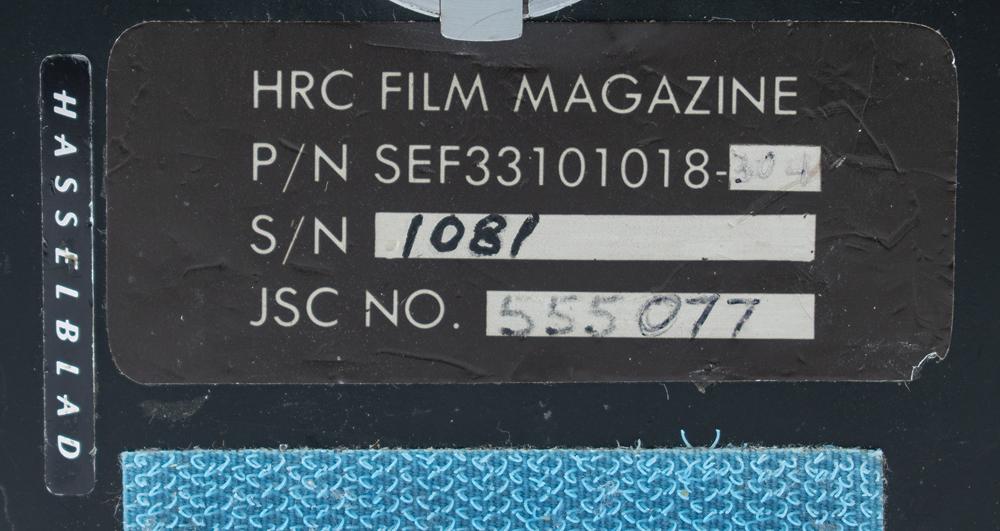 HASSELBLAD
HRC FILM MAGAZINE
P/N SEF33101018-304
S/N 1081
JSC NO. 555077